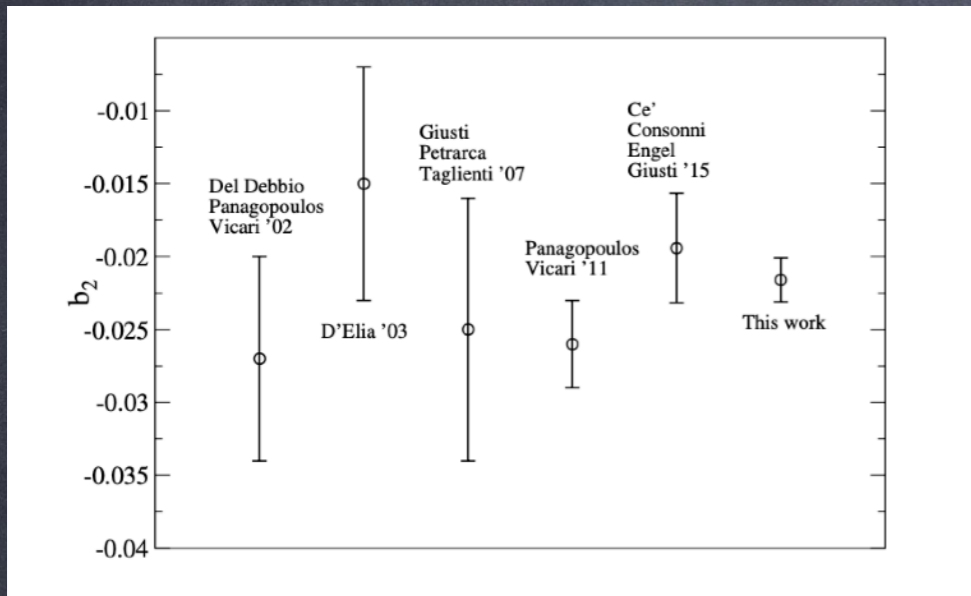 -0.01
-0.015
-0.02
-0.025
-0.03
-0.035
-0.04
b2
Del Debbio
Panagopoulos
Vicari '02
D'Elia '03
Giusti
Petrarca
Taglienti '07
Panagopoulos
Vicari '11
Ce'
Consonni
Engel
Giusti '15
This work